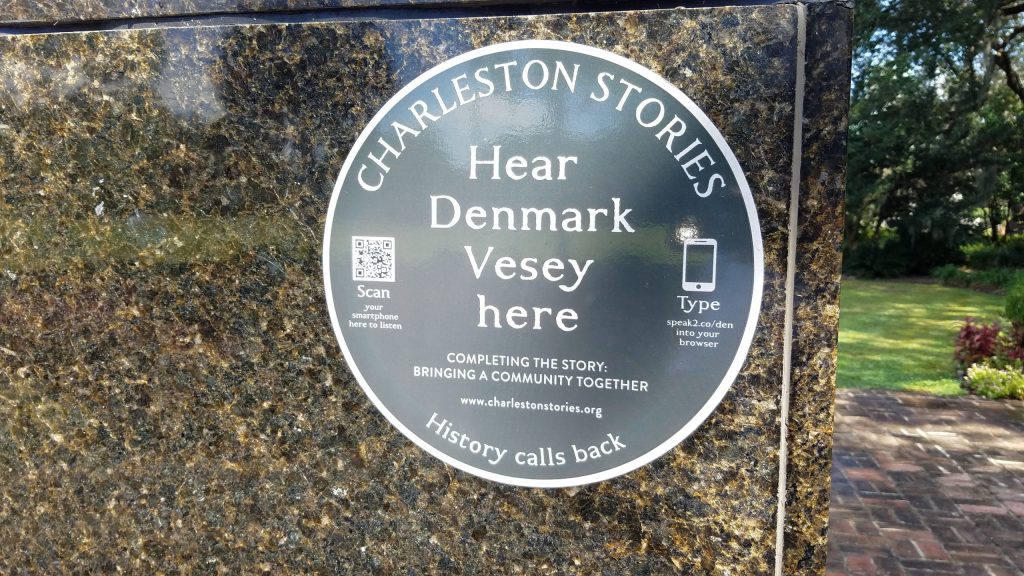 CHARLESTON STORIES
Hear
Denmark
Vesey
here
Scan
your
smartphone
here to listen
Type
speak2.co/den
into your
browser
COMPLETING THE STORY:
BRINGING A COMMUNITY TOGETHER
www.charlestonstories.org
History calls back